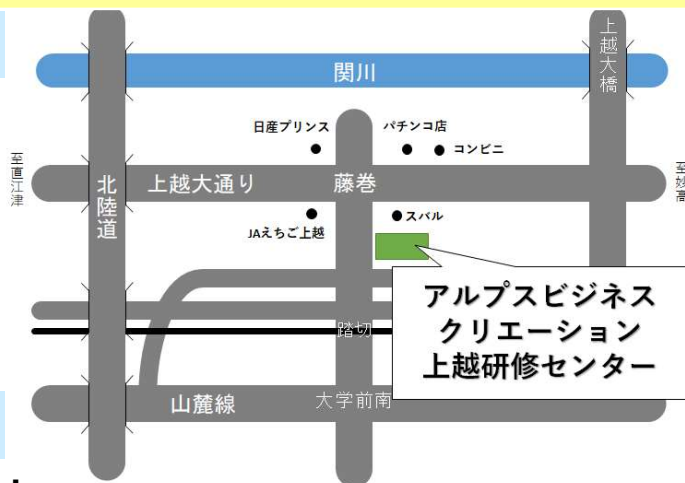 上越大橋
関川
日産プリンス
パチンコ店
コンビニ
至直江津
北陸道
上越大通り
藤巻
至妙高
JAえちご上越
スバル
アルプスビジネス
クリエーション
上越研修センター
踏切
山麓線
大学前南